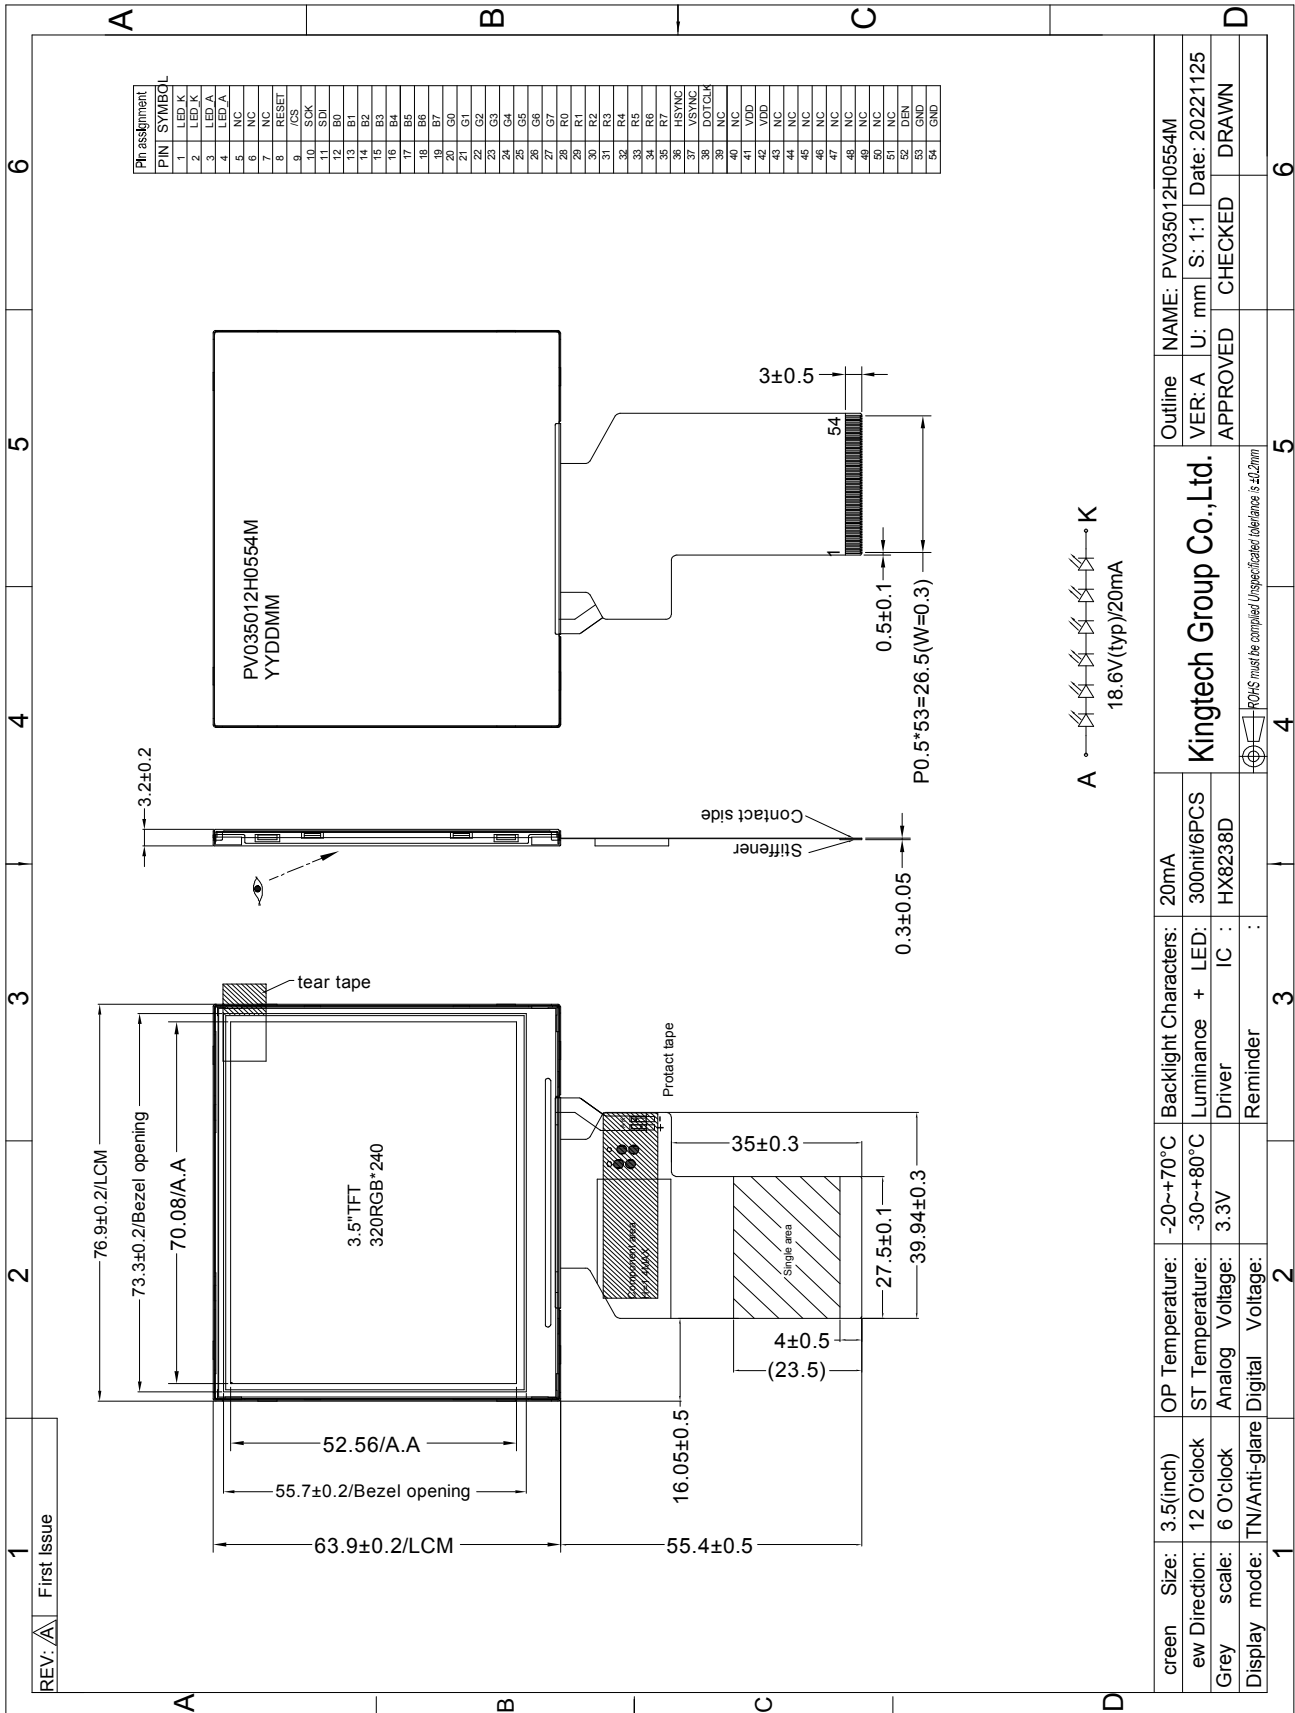 REV: A First Issue
1 2 3 4 5 6
A
B
C
D
76.9±0.2/LCM
73.3±0.2/Bezel opening
70.08/A.A
tear tape
3.5"TFT
320RGB*240
52.56/A.A
55.7±0.2/Bezel opening
63.9±0.2/LCM
55.4±0.5
16.05±0.5
Protact tape
Component area
35±0.3
Single area
4±0.5
(23.5)
27.5±0.1
39.94±0.3
3.2±0.2
Stiffener
Contact side
0.3±0.05
PV035012H0554M
YYDDMM
1
54
3±0.5
0.5±0.1
P0.5*53=26.5(W=0.3)
A K
18.6V(typ)/20mA
Pin assignment
PIN SYMBOL
1 LED_K
2 LED_K
3 LED_A
4 LED_A
5 NC
6 NC
7 NC
8 RESET
9 /CS
10 SCK
11 SDI
12 B0
13 B1
14 B2
15 B3
16 B4
17 B5
18 B6
19 B7
20 G0
21 G1
22 G2
23 G3
24 G4
25 G5
26 G6
27 G7
28 R0
29 R1
30 R2
31 R3
32 R4
33 R5
34 R6
35 R7
36 HSYNC
37 VSYNC
38 DOTCLK
39 NC
40 NC
41 VDD
42 VDD
43 NC
44 NC
45 NC
46 NC
47 NC
48 NC
49 NC
50 NC
51 NC
52 DEN
53 GND
54 GND
creen Size: 3.5(inch) OP Temperature: -20~+70°C Backlight Characters: 20mA
ew Direction: 12 O'clock ST Temperature: -30~+80°C Luminance + LED: 300nit/6PCS
Grey scale: 6 O'clock Analog Voltage: 3.3V Driver IC : HX8238D
Display mode: TN/Anti-glare Digital Voltage: Reminder :
Kingtech Group Co.,Ltd.
ROHS must be complied Unspecificated tolerlance is ±0.2mm
Outline NAME: PV035012H0554M
VER: A U: mm S: 1:1 Date: 20221125
APPROVED CHECKED DRAWN
1 2 3 4 5 6
A
B
C
D